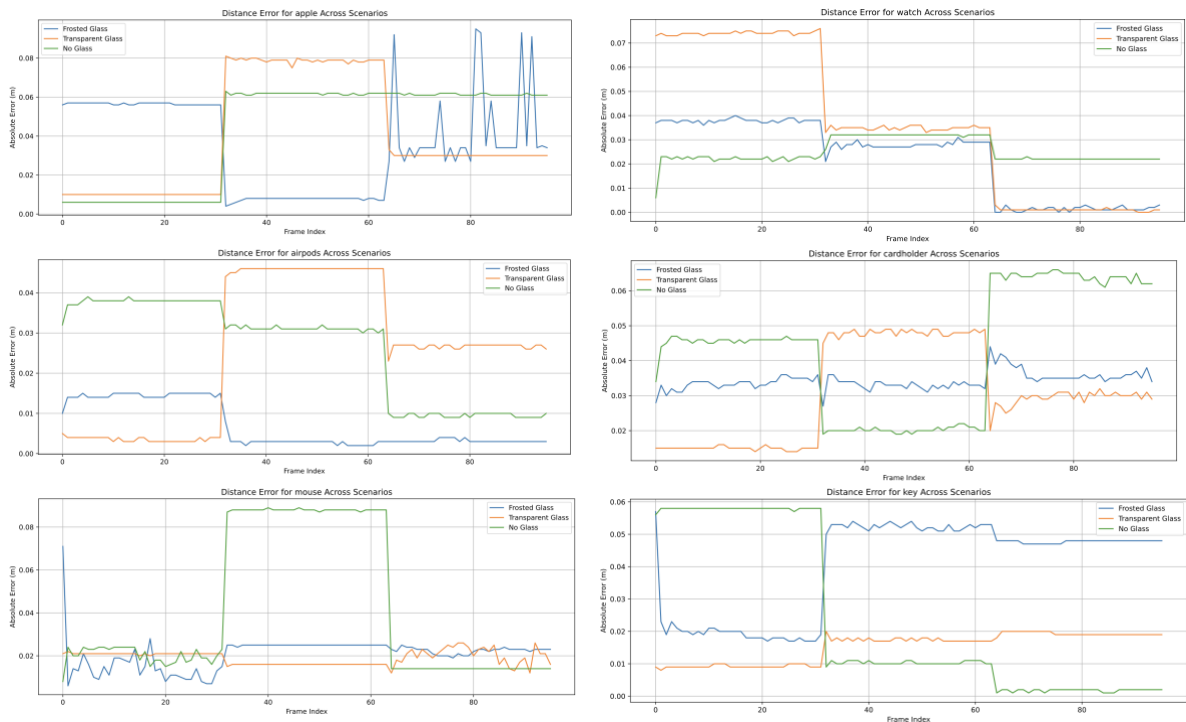 Distance Error for apple Across Scenarios
Frosted Glass
Transparent Glass
No Glass
Absolute Error (m)
0.08
0.06
0.04
0.02
0.00
0
20
40
60
80
Frame Index
Distance Error for watch Across Scenarios
Frosted Glass
Transparent Glass
No Glass
Absolute Error (m)
0.07
0.06
0.05
0.04
0.03
0.02
0.01
0.00
0
20
40
60
80
Frame Index
Distance Error for airpods Across Scenarios
Frosted Glass
Transparent Glass
No Glass
Absolute Error (m)
0.04
0.03
0.02
0.01
0.00
0
20
40
60
80
Frame Index
Distance Error for cardholder Across Scenarios
Frosted Glass
Transparent Glass
No Glass
Absolute Error (m)
0.06
0.05
0.04
0.03
0.02
0
20
40
60
80
Frame Index
Distance Error for mouse Across Scenarios
Frosted Glass
Transparent Glass
No Glass
Absolute Error (m)
0.08
0.06
0.04
0.02
0
20
40
60
80
Frame Index
Distance Error for key Across Scenarios
Frosted Glass
Transparent Glass
No Glass
Absolute Error (m)
0.06
0.05
0.04
0.03
0.02
0.01
0.00
0
20
40
60
80
Frame Index